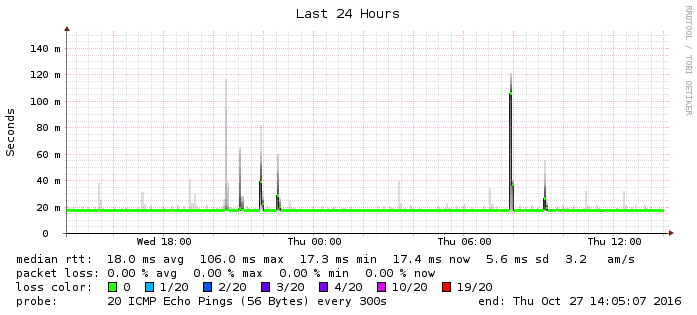 Last 24 Hours
RRDTOOL / TOBI OETIKER
Seconds
140 m
120 m
100 m
80 m
60 m
40 m
20 m
0
Wed 18:00 Thu 00:00 Thu 06:00 Thu 12:00
median rtt: 18.0 ms avg 106.0 ms max 17.3 ms min 17.4 ms now 5.6 ms sd 3.2 am/s
packet loss: 0.00 % avg 0.00 % max 0.00 % min 0.00 % now
loss color: 0 1/20 2/20 3/20 4/20 10/20 19/20
probe: 20 ICMP Echo Pings (56 Bytes) every 300s end: Thu Oct 27 14:05:07 2016